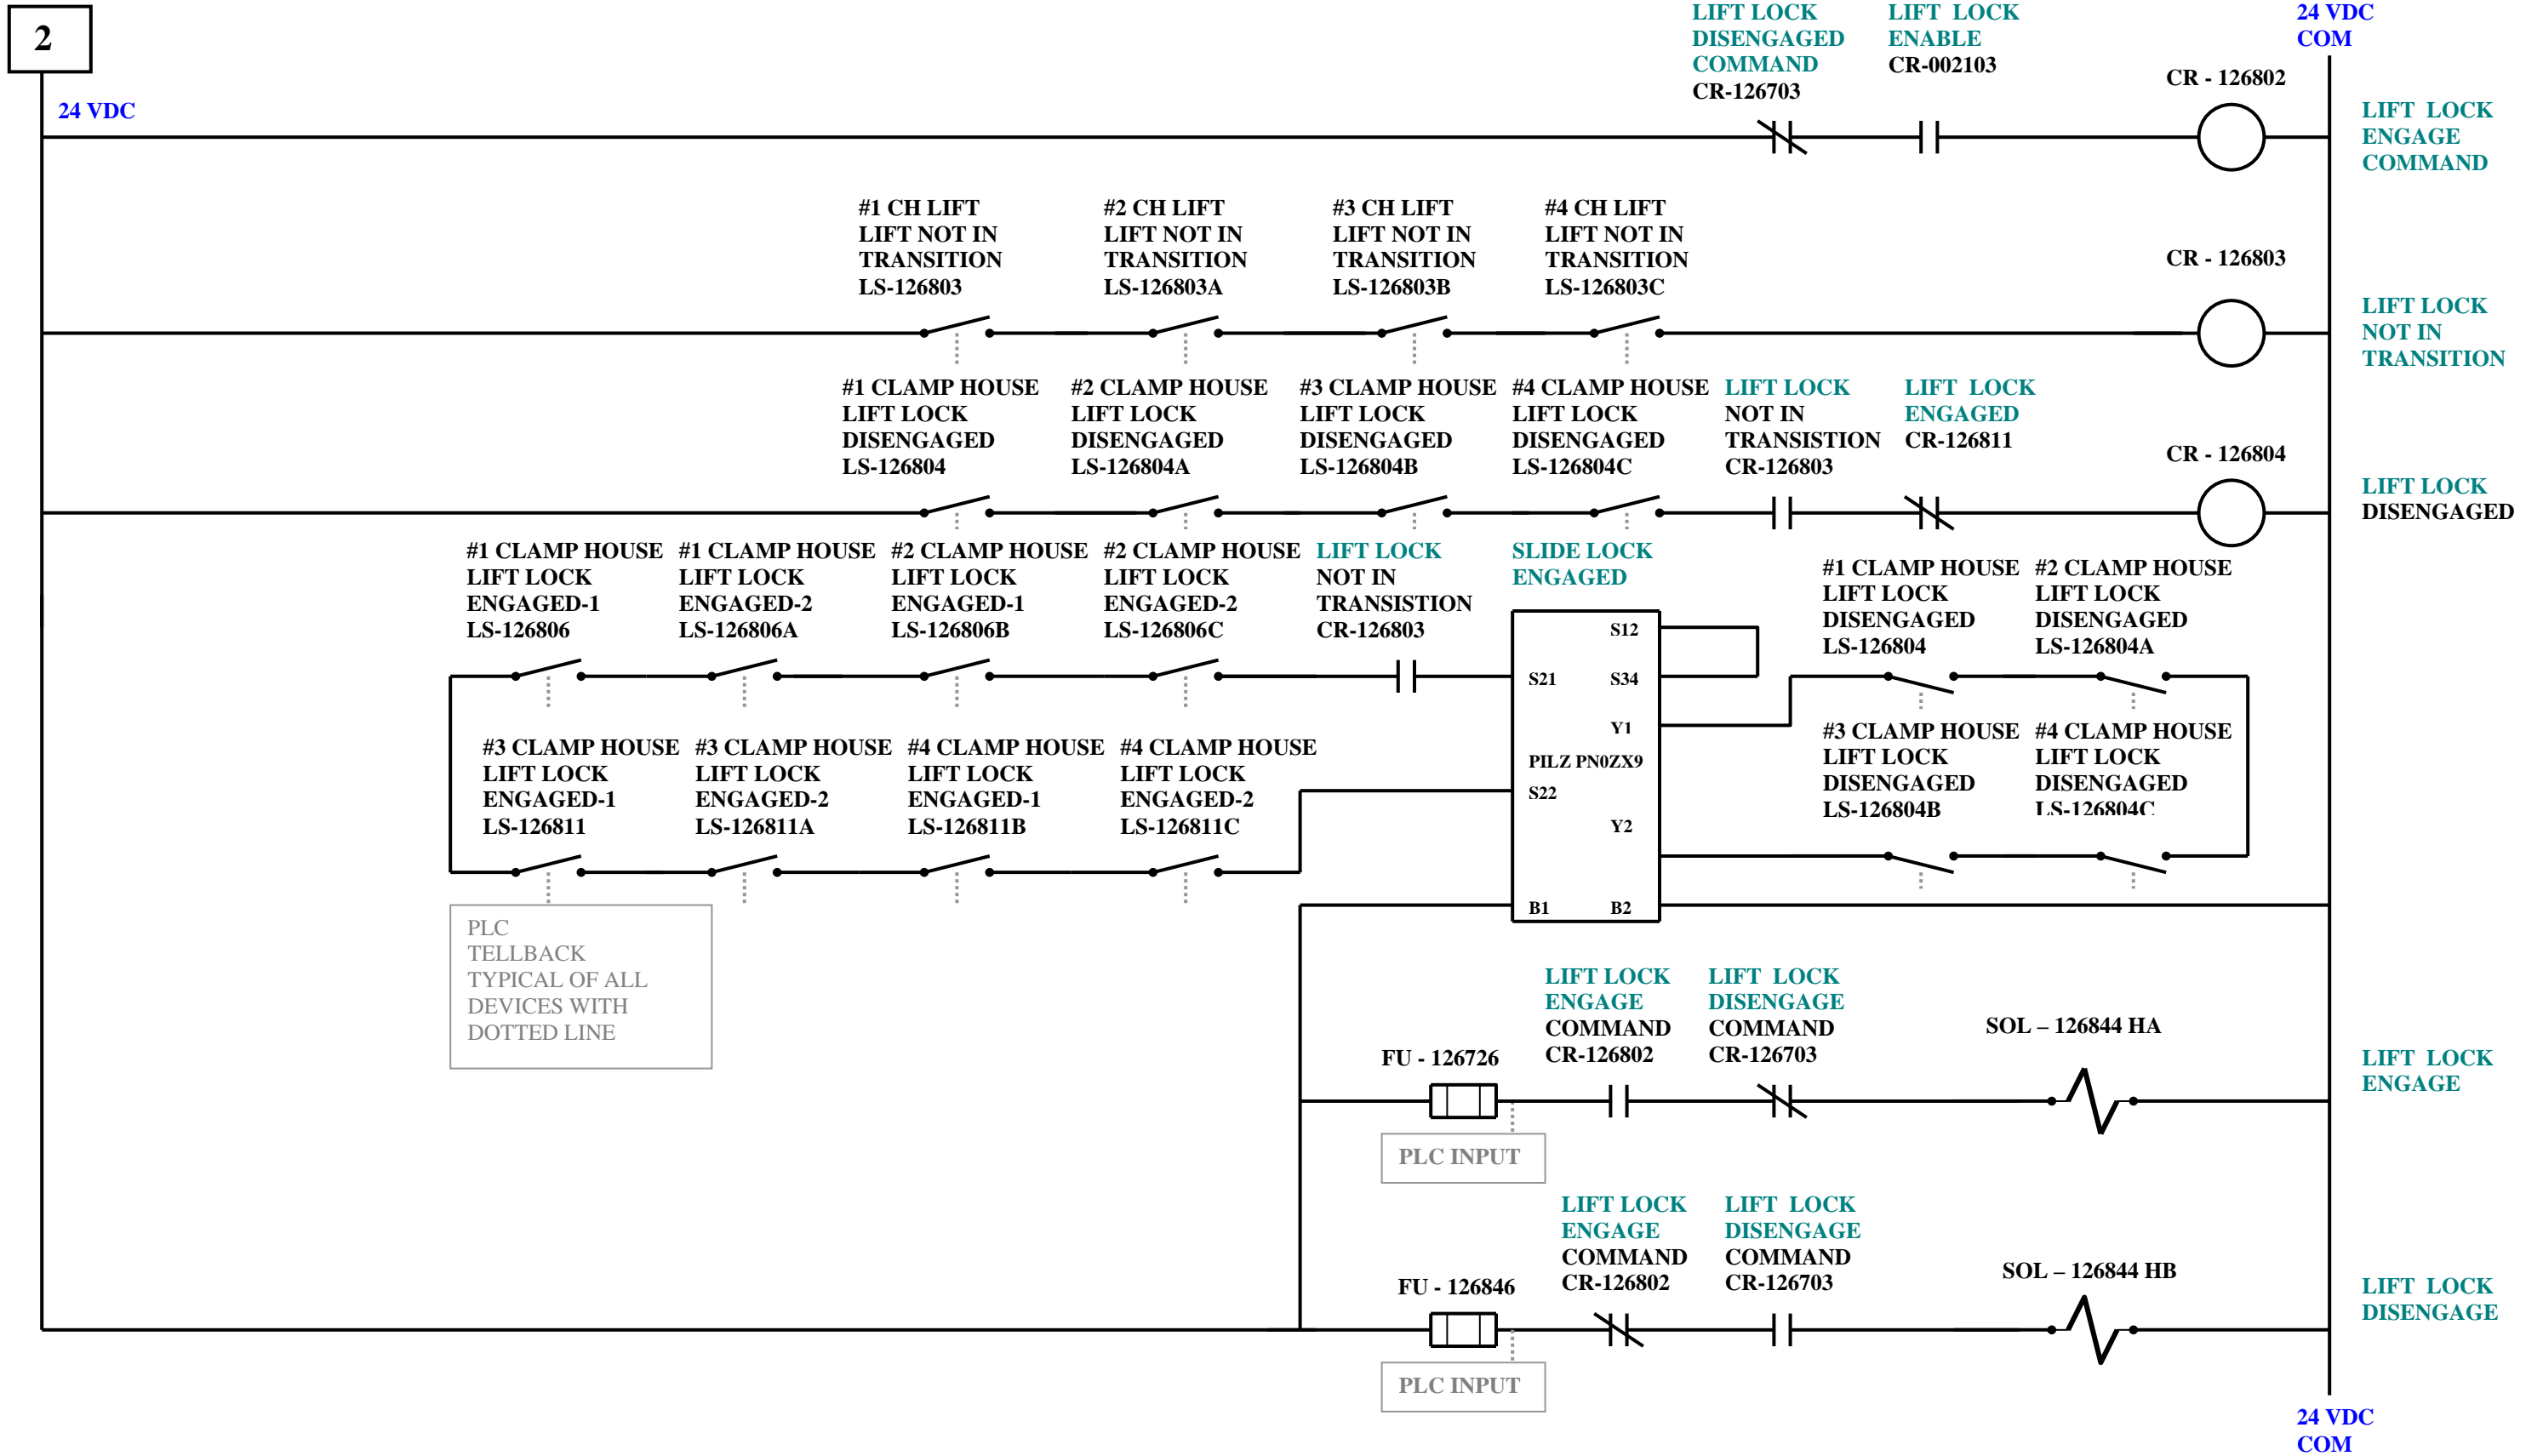 2
24 VDC
LIFT LOCK
DISENGAGED
COMMAND
CR-126703
LIFT LOCK
ENABLE
CR-002103
24 VDC
COM
CR - 126802
LIFT LOCK
ENGAGE
COMMAND
#1 CH LIFT
LIFT NOT IN
TRANSITION
LS-126803
#2 CH LIFT
LIFT NOT IN
TRANSITION
LS-126803A
#3 CH LIFT
LIFT NOT IN
TRANSITION
LS-126803B
#4 CH LIFT
LIFT NOT IN
TRANSITION
LS-126803C
CR - 126803
LIFT LOCK
NOT IN
TRANSITION
#1 CLAMP HOUSE
LIFT LOCK
DISENGAGED
LS-126804
#2 CLAMP HOUSE
LIFT LOCK
DISENGAGED
LS-126804A
#3 CLAMP HOUSE
LIFT LOCK
DISENGAGED
LS-126804B
#4 CLAMP HOUSE
LIFT LOCK
DISENGAGED
LS-126804C
LIFT LOCK
NOT IN
TRANSISTION
CR-126803
LIFT LOCK
ENGAGED
CR-126811
CR - 126804
LIFT LOCK
DISENGAGED
#1 CLAMP HOUSE
LIFT LOCK
ENGAGED-1
LS-126806
#1 CLAMP HOUSE
LIFT LOCK
ENGAGED-2
LS-126806A
#2 CLAMP HOUSE
LIFT LOCK
ENGAGED-1
LS-126806B
#2 CLAMP HOUSE
LIFT LOCK
ENGAGED-2
LS-126806C
LIFT LOCK
NOT IN
TRANSISTION
CR-126803
SLIDE LOCK
ENGAGED
S12
S21
S34
Y1
PILZ PN0ZX9
S22
Y2
B1
B2
#1 CLAMP HOUSE
LIFT LOCK
DISENGAGED
LS-126804
#2 CLAMP HOUSE
LIFT LOCK
DISENGAGED
LS-126804A
#3 CLAMP HOUSE
LIFT LOCK
DISENGAGED
LS-126804B
#4 CLAMP HOUSE
LIFT LOCK
DISENGAGED
LS-126804C
#3 CLAMP HOUSE
LIFT LOCK
ENGAGED-1
LS-126811
#3 CLAMP HOUSE
LIFT LOCK
ENGAGED-2
LS-126811A
#4 CLAMP HOUSE
LIFT LOCK
ENGAGED-1
LS-126811B
#4 CLAMP HOUSE
LIFT LOCK
ENGAGED-2
LS-126811C
PLC
TELLBACK
TYPICAL OF ALL
DEVICES WITH
DOTTED LINE
FU - 126726
PLC INPUT
LIFT LOCK
ENGAGE
COMMAND
CR-126802
LIFT LOCK
DISENGAGE
COMMAND
CR-126703
SOL – 126844 HA
LIFT LOCK
ENGAGE
FU - 126846
PLC INPUT
LIFT LOCK
ENGAGE
COMMAND
CR-126802
LIFT LOCK
DISENGAGE
COMMAND
CR-126703
SOL – 126844 HB
LIFT LOCK
DISENGAGE
24 VDC
COM